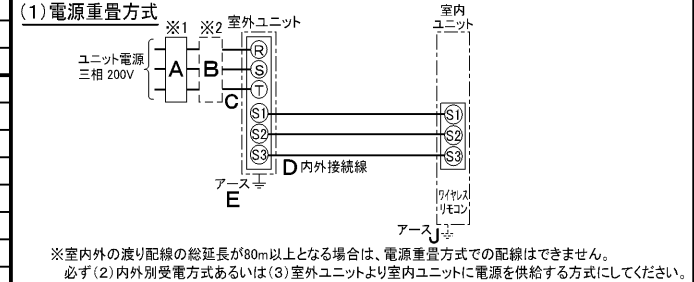 (1)電源重畳方式
※1 ※2 室外ユニット
室内
ユニット
ユニット電源
三相 200V
A B
R
S
T
C
S1
S2
S3
S1
S2
S3
D 内外接続線
アース
E
ワイヤレス
リモコン
アース J
※室内外の渡り配線の総延長が80m以上となる場合は、電源重畳方式での配線はできません。
必ず(2)内外別受電方式あるいは(3)室外ユニットより室内ユニットに電源を供給する方式にしてください。